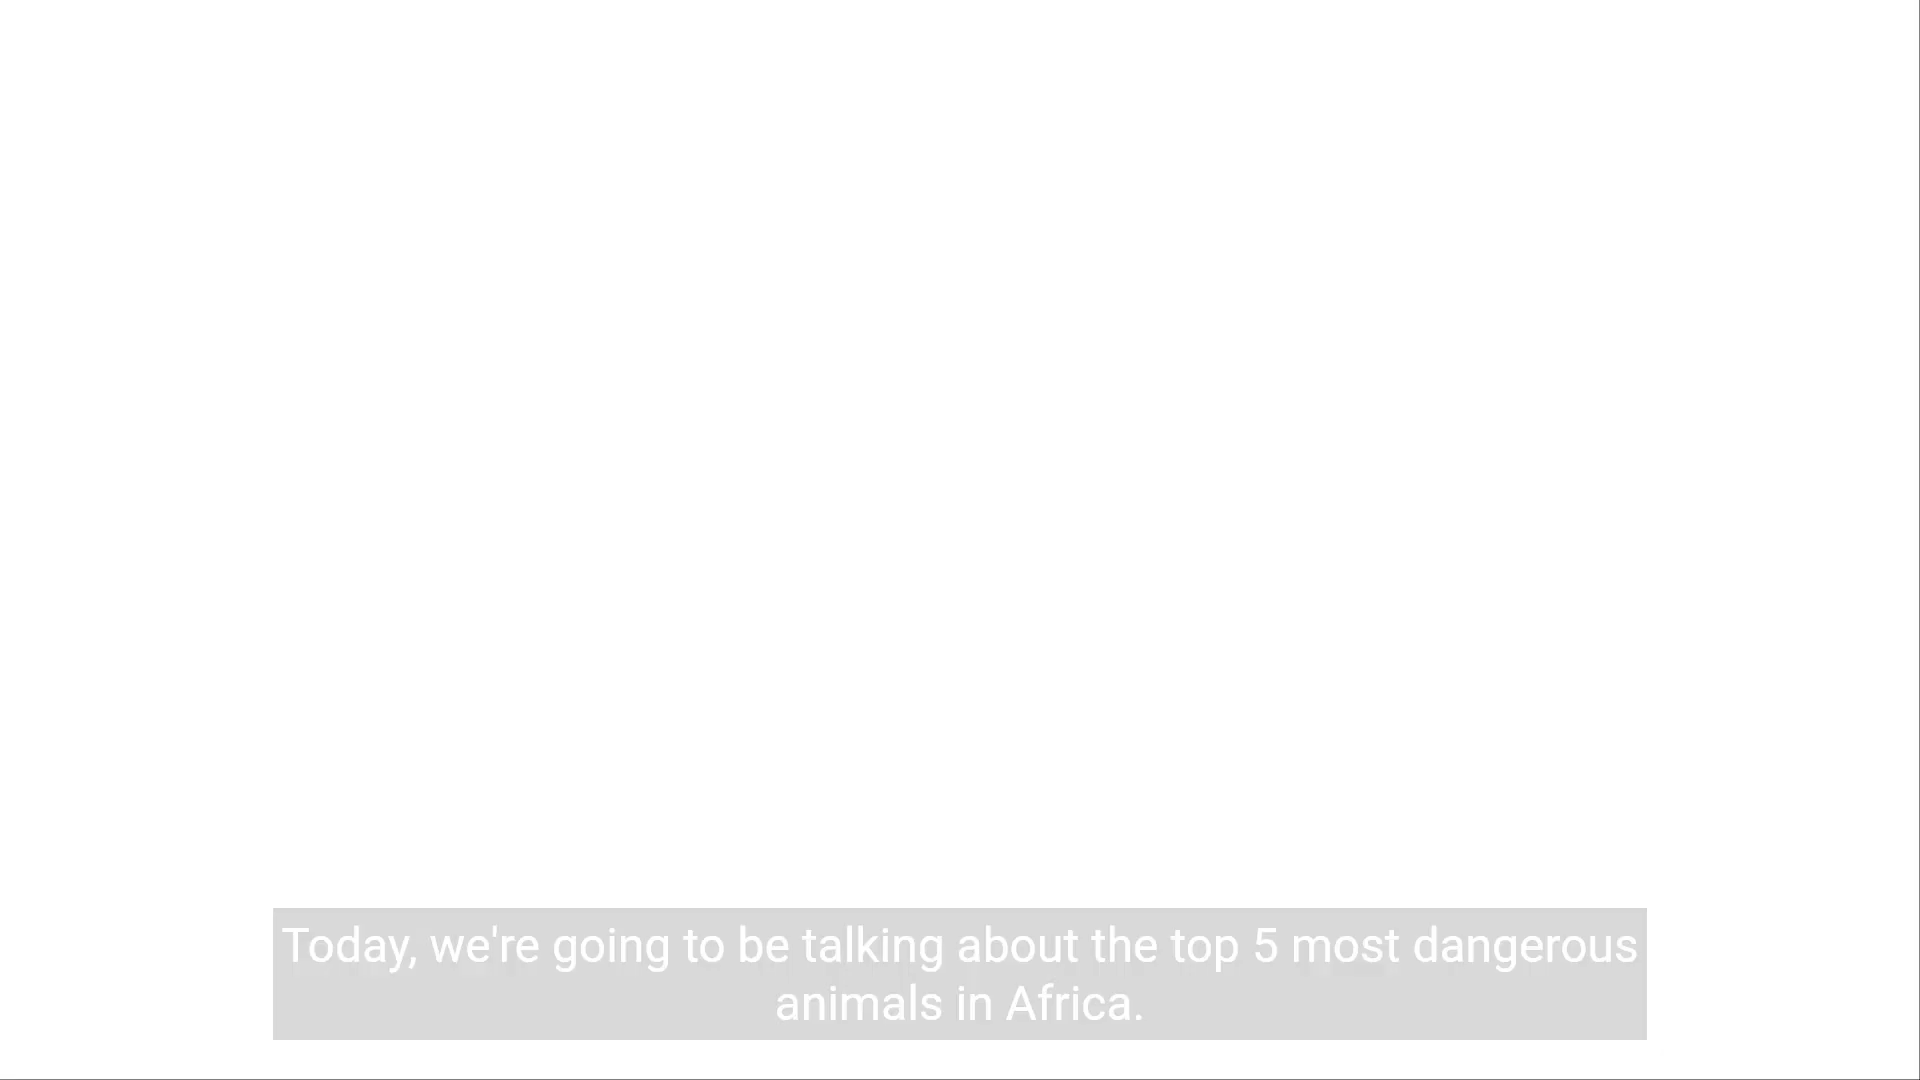 Today, we're going to be talking about the top 5 most dangerous
animals in Africa.